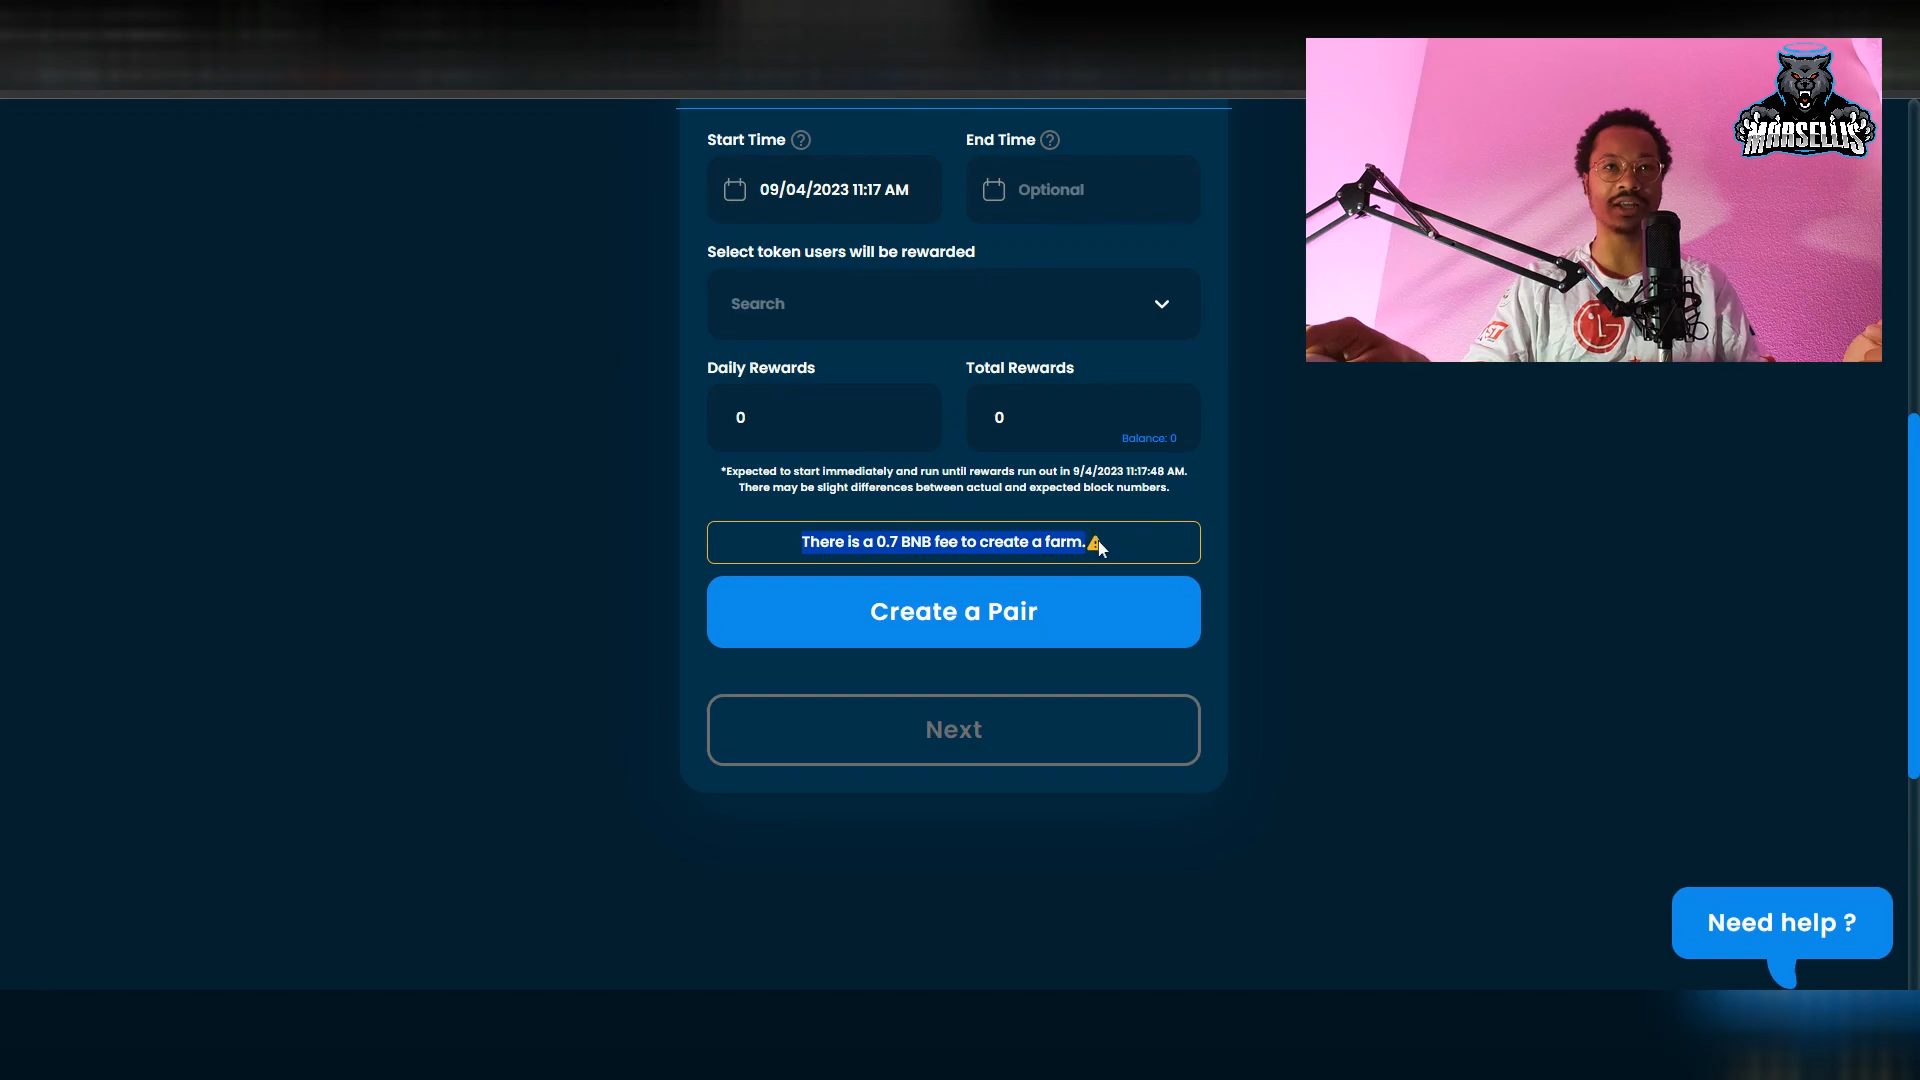 MARSELLIS
Start Time ?
End Time ?
09/04/2023 11:17 AM
Optional
Select token users will be rewarded
Search
Daily Rewards
Total Rewards
0
0
Balance: 0
*Expected to start immediately and run until rewards run out in 9/4/2023 11:17:48 AM.
There may be slight differences between actual and expected block numbers.
There is a 0.7 BNB fee to create a farm.
Create a Pair
Next
Need help ?
LG